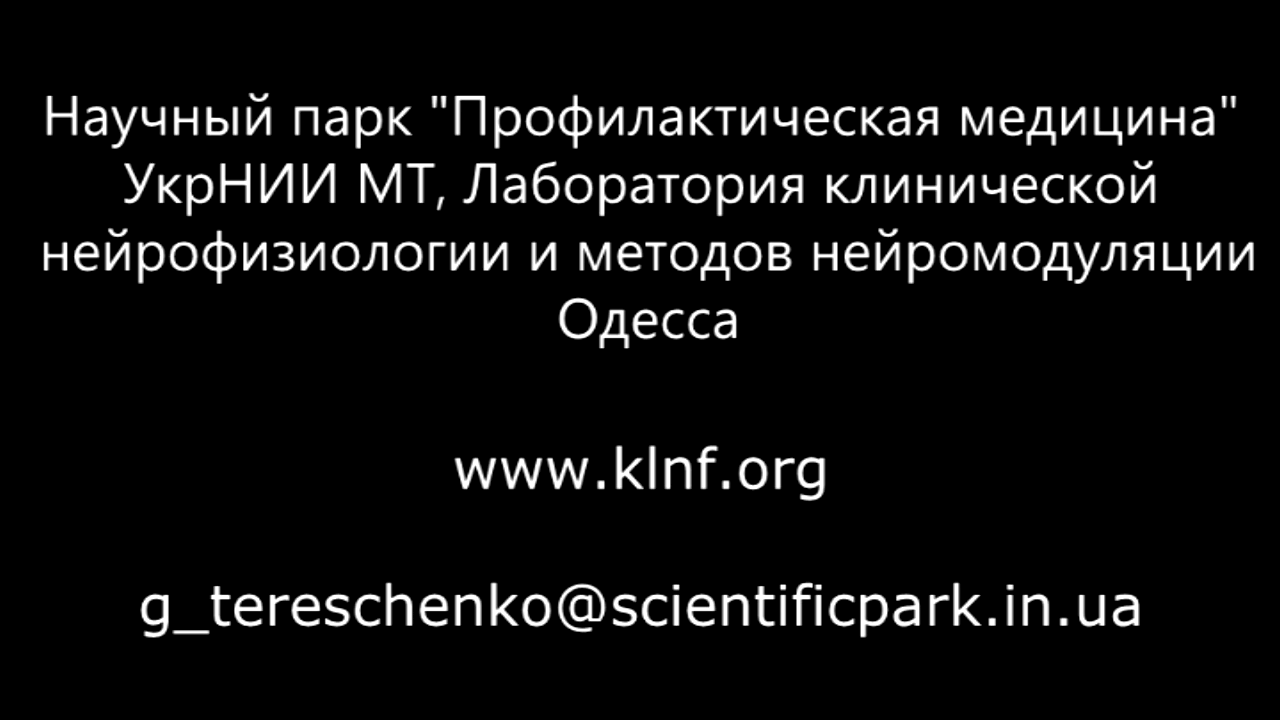 Научный парк "Профилактическая медицина"
УкрНИИ МТ, Лаборатория клинической
нейрофизиологии и методов нейромодуляции
Одесса
www.klnf.org
g_tereschenko@scientificpark.in.ua